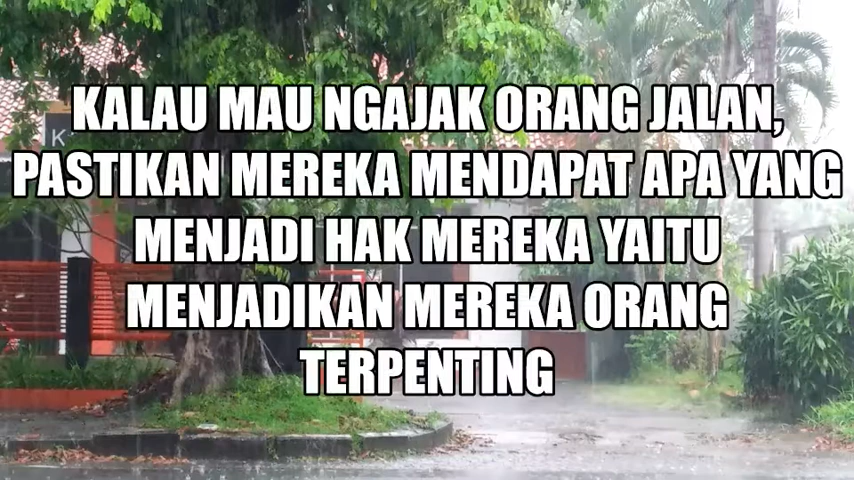 KALAU MAU NGAJAK ORANG JALAN,
PASTIKAN MEREKA MENDAPAT APA YANG
MENJADI HAK MEREKA YAITU
MENJADIKAN MEREKA ORANG
TERPENTING